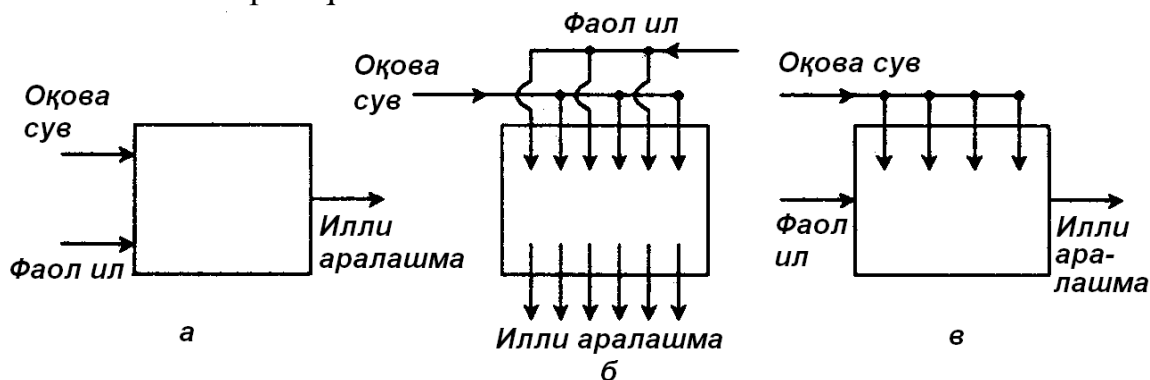 Оқова
сув
Фаол ил
Илли
аралашма
а
Фаол ил
Оқова
сув
Илли аралашма
б
Оқова сув
Фаол
ил
Илли
ара-
лашма
в